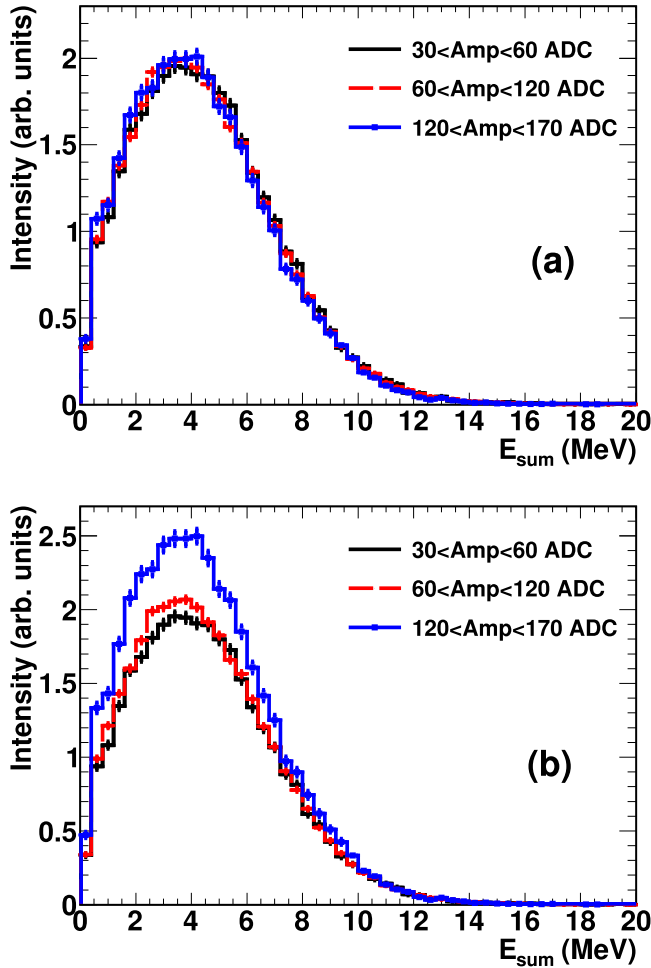 Intensity (arb. units)
2
1.5
1
0.5
0
30<Amp<60 ADC
60<Amp<120 ADC
120<Amp<170 ADC
(a)
0 2 4 6 8 10 12 14 16 18 20
E_sum (MeV)
Intensity (arb. units)
2.5
2
1.5
1
0.5
0
30<Amp<60 ADC
60<Amp<120 ADC
120<Amp<170 ADC
(b)
0 2 4 6 8 10 12 14 16 18 20
E_sum (MeV)